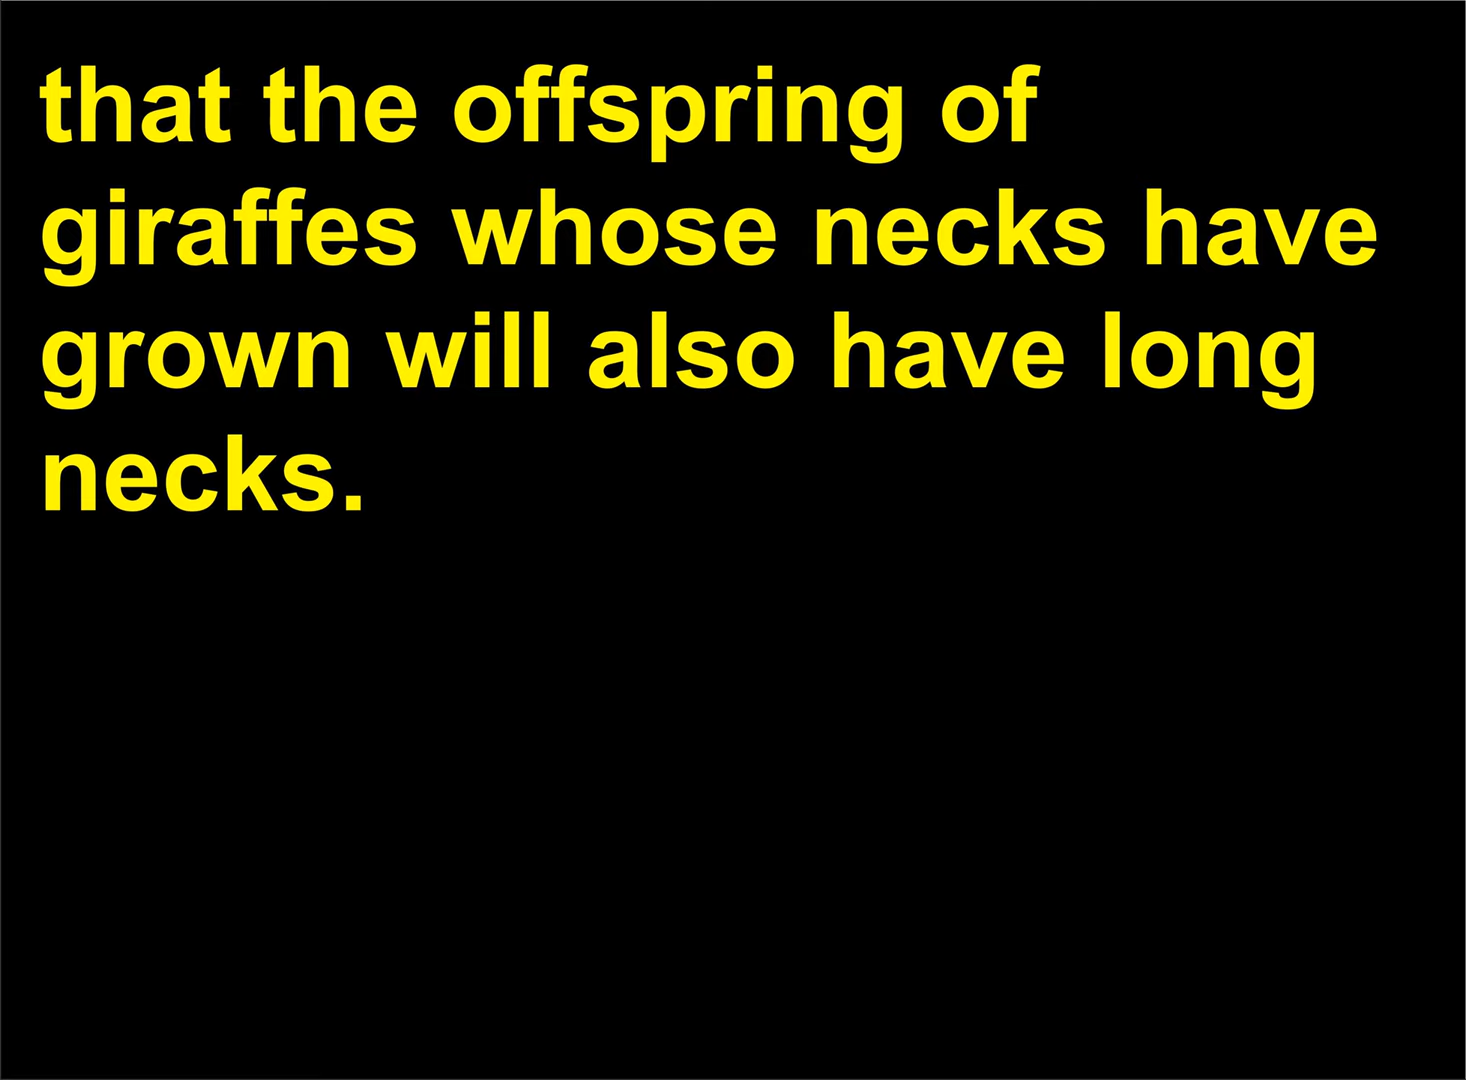 that the offspring of
giraffes whose necks have
grown will also have long
necks.